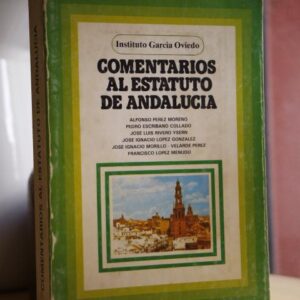 Instituto García Oviedo
COMENTARIOS
AL ESTATUTO
DE ANDALUCIA
ALFONSO PEREZ MORENO
PEDRO ESCRIBANO COLLADO
JOSE LUIS RIVERO YSERN
JOSE IGNACIO LOPEZ GONZALEZ
JOSE IGNACIO MORILLO - VELARDE PEREZ
FRANCISCO LOPEZ MENUDO
COMENTARIOS AL ESTATUTO DE ANDALUCIA